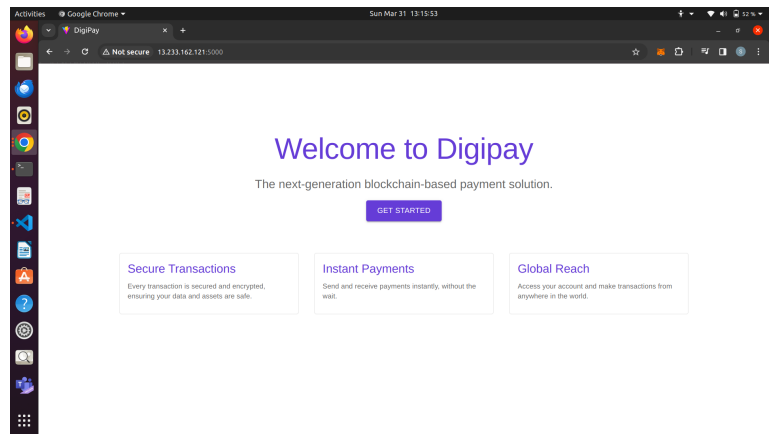 Activities Google Chrome Sun Mar 31 13:15:53 52 %
DigiPay
Not secure 13.233.162.121:5000 S
Welcome to Digipay
The next-generation blockchain-based payment solution.
GET STARTED
Secure Transactions
Every transaction is secured and encrypted,
ensuring your data and assets are safe.
Instant Payments
Send and receive payments instantly, without the
wait.
Global Reach
Access your account and make transactions from
anywhere in the world.